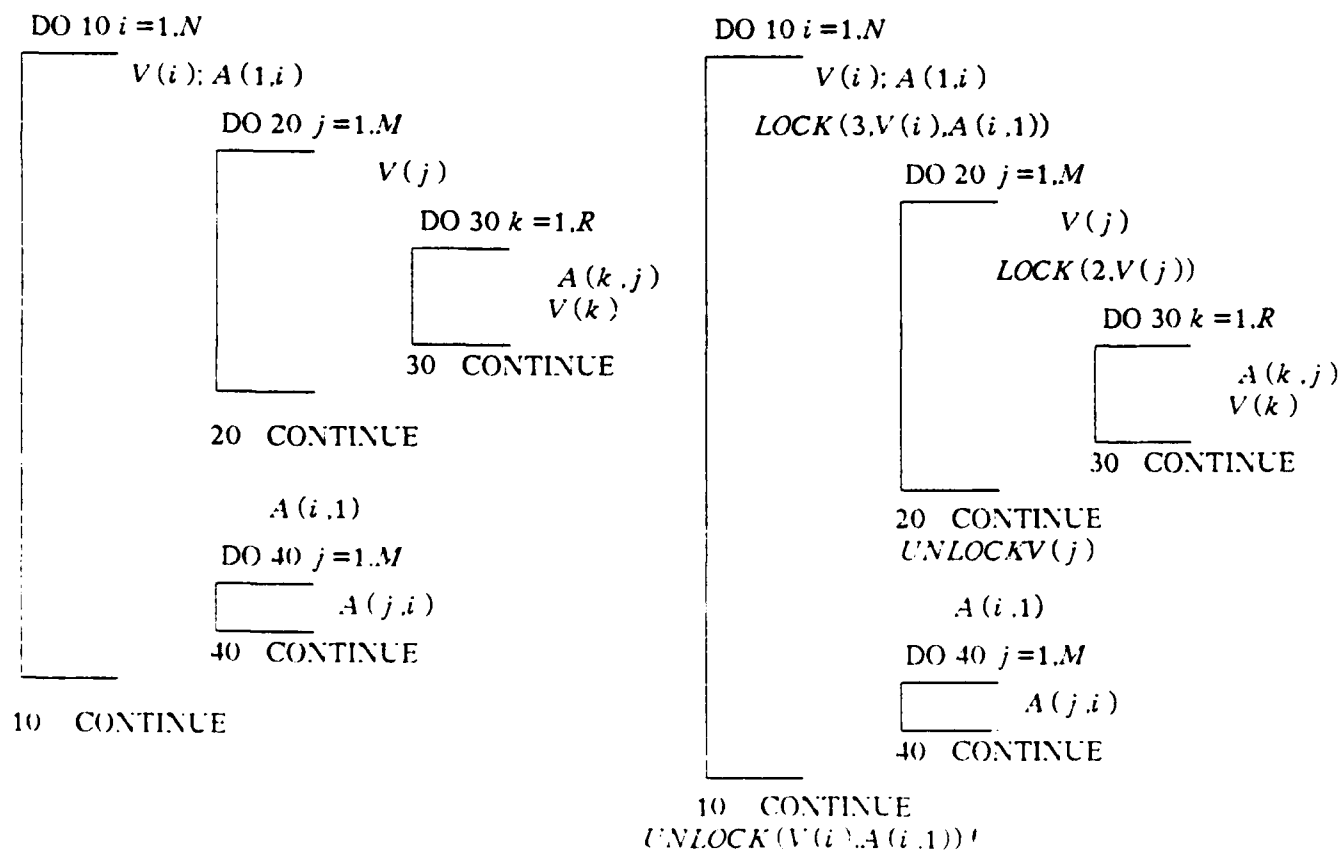 DO 10 i=1,N
V(i); A(1,i)
DO 20 j=1,M
V(j)
DO 30 k=1,R
A(k,j)
V(k)
30 CONTINUE
20 CONTINUE
A(i,1)
DO 40 j=1,M
A(j,i)
40 CONTINUE
10 CONTINUE
DO 10 i=1,N
V(i); A(1,i)
LOCK(3,V(i),A(i,1))
DO 20 j=1,M
V(j)
LOCK(2,V(j))
DO 30 k=1,R
A(k,j)
V(k)
30 CONTINUE
20 CONTINUE
UNLOCKV(j)
A(i,1)
DO 40 j=1,M
A(j,i)
40 CONTINUE
10 CONTINUE
UNLOCK(V(i),A(i,1))